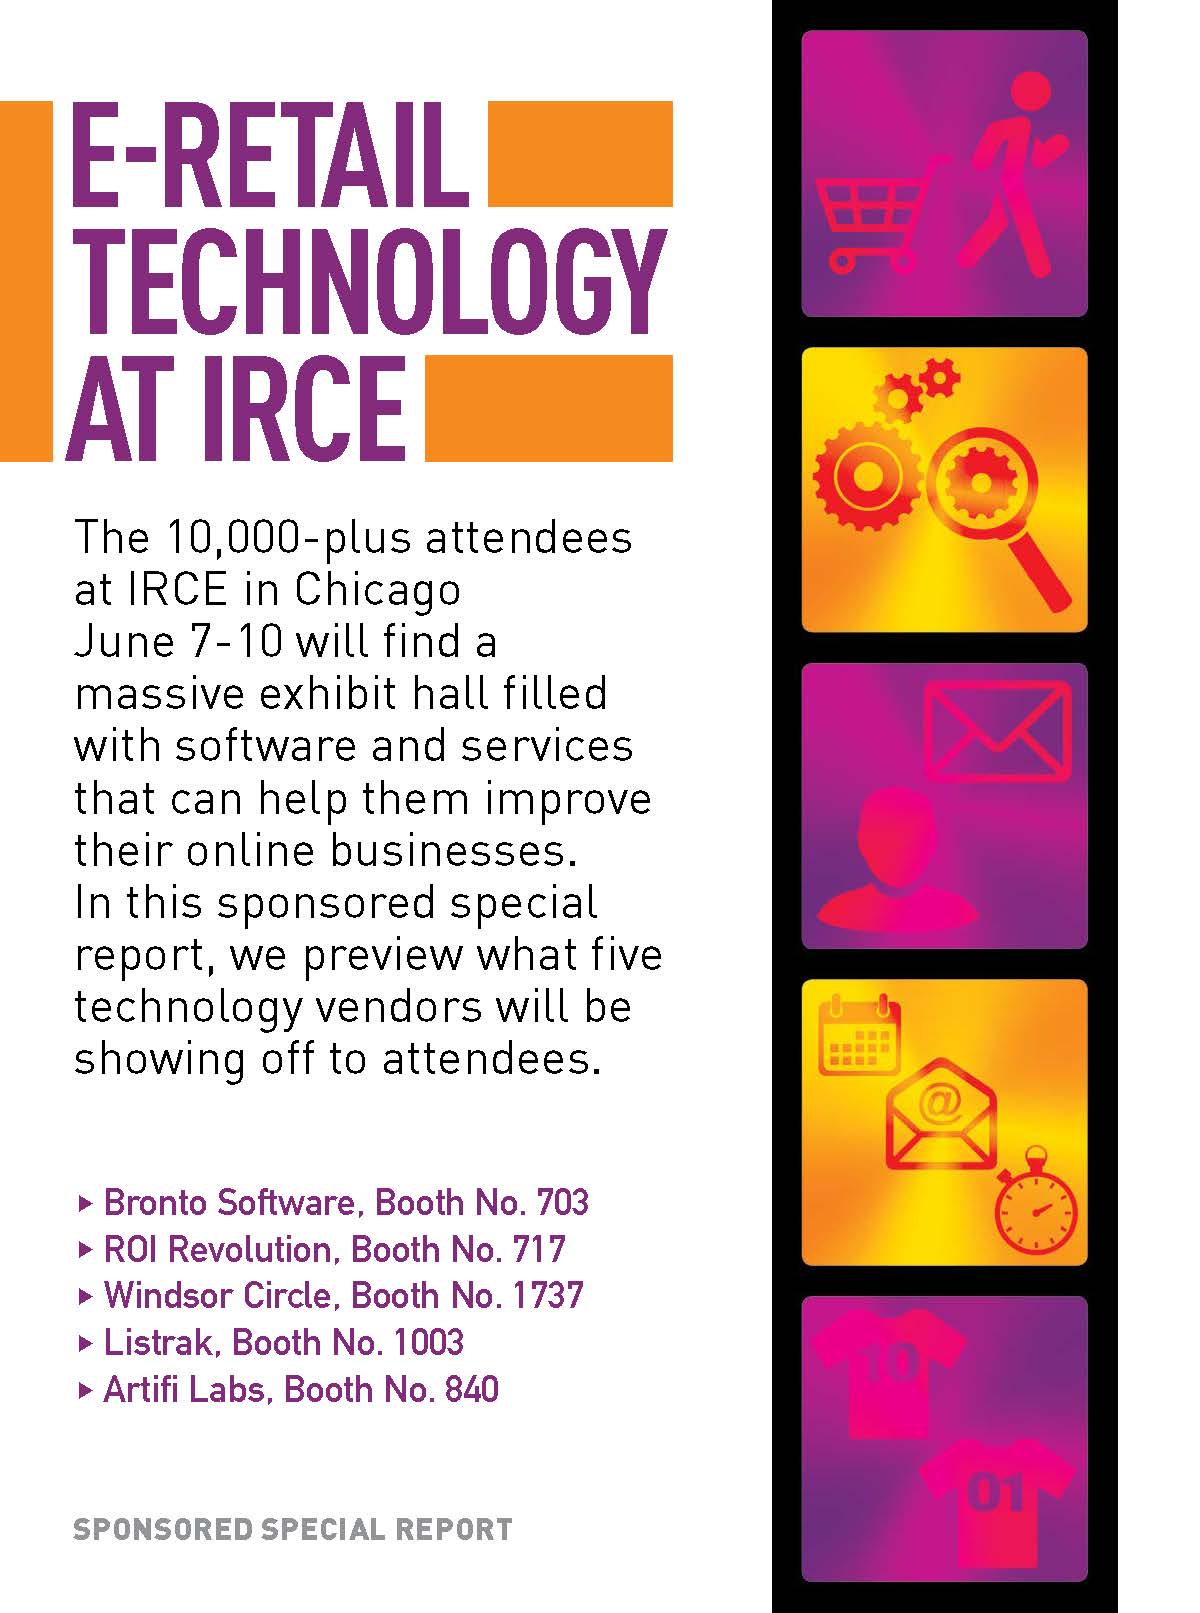 E-RETAIL
TECHNOLOGY
AT IRCE
The 10,000-plus attendees
at IRCE in Chicago
June 7-10 will find a
massive exhibit hall filled
with software and services
that can help them improve
their online businesses.
In this sponsored special
report, we preview what five
technology vendors will be
showing off to attendees.
▸ Bronto Software, Booth No. 703
▸ ROI Revolution, Booth No. 717
▸ Windsor Circle, Booth No. 1737
▸ Listrak, Booth No. 1003
▸ Artifi Labs, Booth No. 840
SPONSORED SPECIAL REPORT
@
10
01